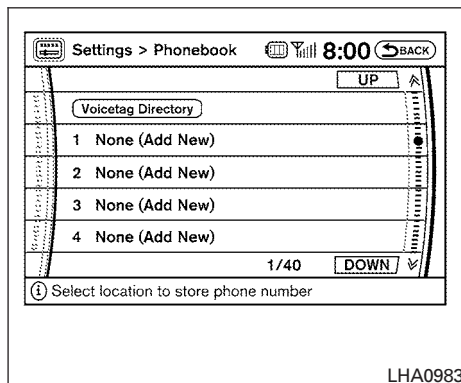 Settings > Phonebook 8:00 BACK
UP
Voicetag Directory
1 None (Add New)
2 None (Add New)
3 None (Add New)
4 None (Add New)
1/40 DOWN
i Select location to store phone number
LHA0983